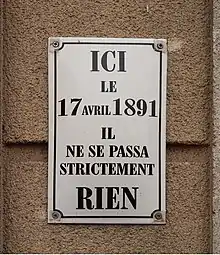 ICI
LE
17 AVRIL 1891
IL
NE SE PASSA
STRICTEMENT
RIEN